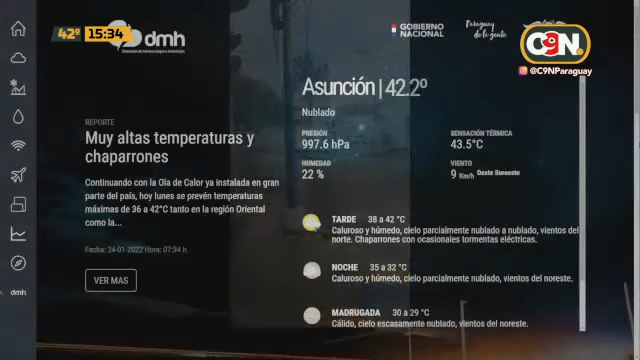 42º 15:34
dmh
GOBIERNO
NACIONAL
Paraguay
de la gente
C9N
@C9NParaguay
Asunción | 42.2º
Nublado
PRESIÓN
997.6 hPa
SENSACIÓN TÉRMICA
43.5°C
HUMEDAD
22 %
VIENTO
9 Km/h Oeste Suroeste
REPORTE
Muy altas temperaturas y
chaparrones
Continuando con la Ola de Calor ya instalada en gran
parte del país, hoy lunes se prevén temperaturas
máximas de 36 a 42°C tanto en la región Oriental
como la...
Fecha: 24-01-2022 Hora: 07:34 h.
VER MAS
TARDE 38 a 42 °C
Caluroso y húmedo, cielo parcialmente nublado a nublado, vientos del
norte. Chaparrones con ocasionales tormentas eléctricas.
NOCHE 35 a 32 °C
Caluroso y húmedo, cielo parcialmente nublado, vientos del noreste.
MADRUGADA 30 a 29 °C
Cálido, cielo escasamente nublado, vientos del noreste.
dmh